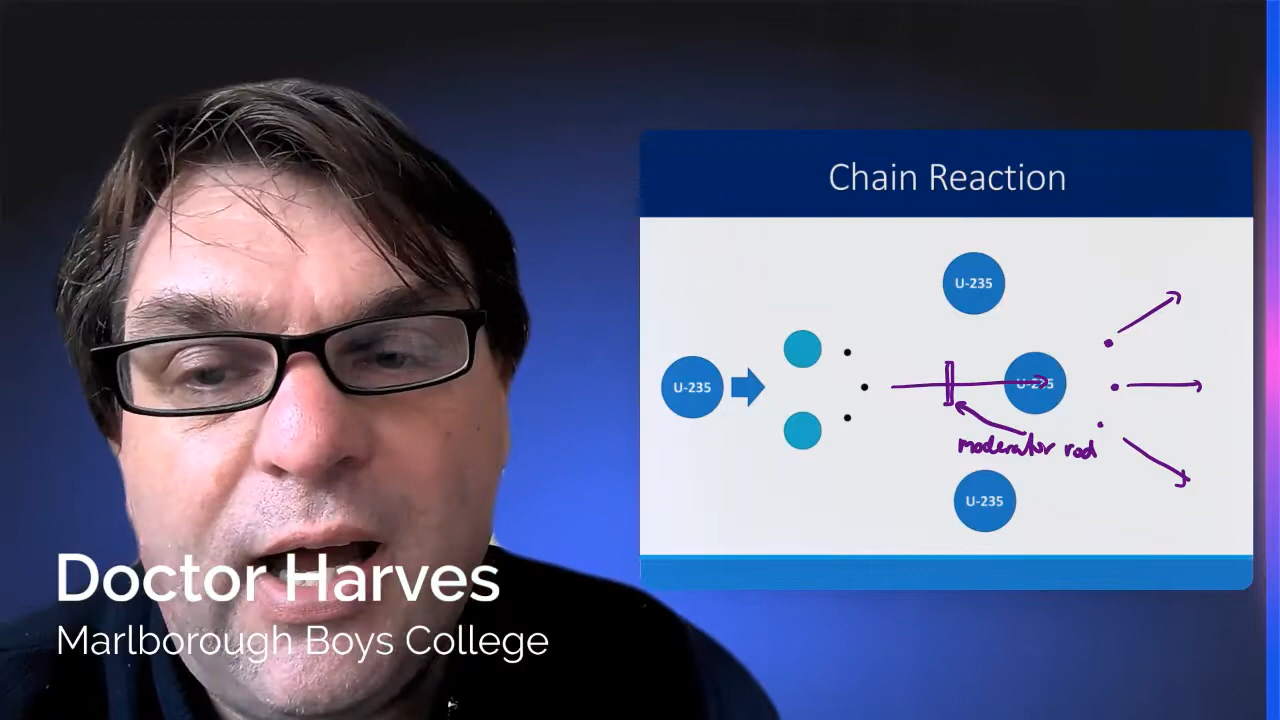 Chain Reaction
U-235
U-235
U-235
moderator rod
U-235
Doctor Harves
Marlborough Boys College